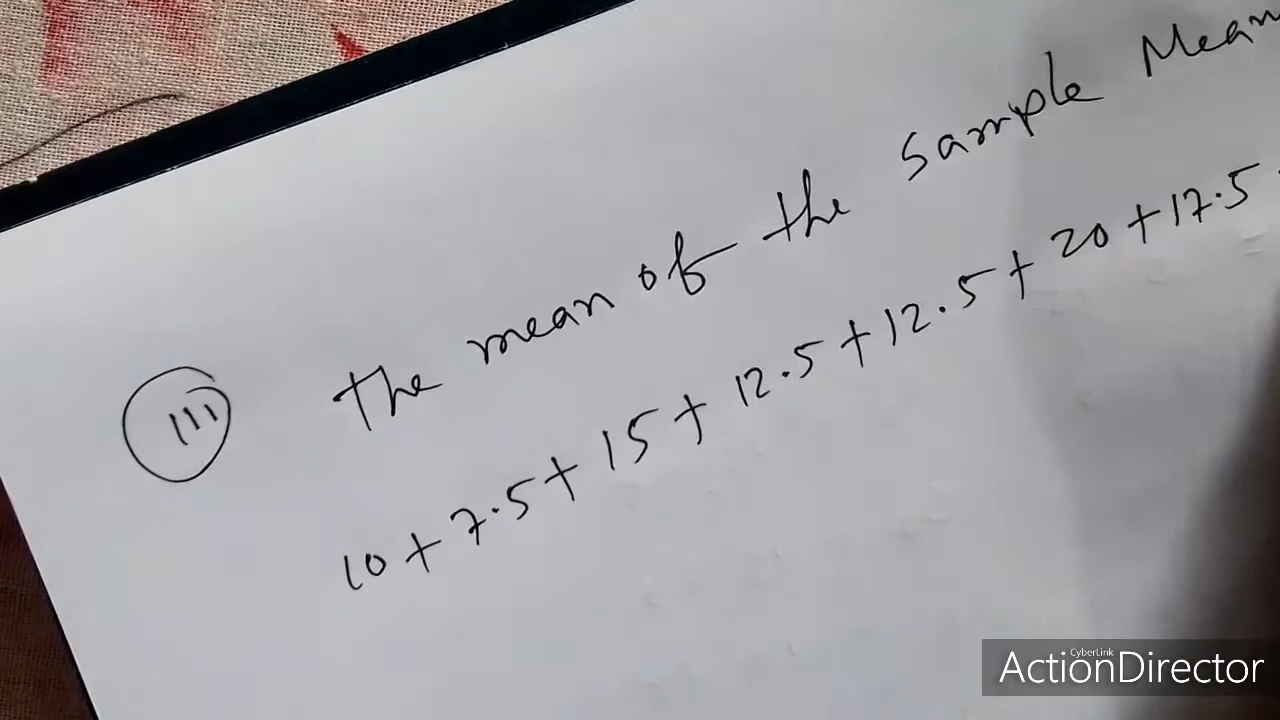 (111) The mean of the Sample Mean
10 + 7.5 + 15 + 12.5 + 12.5 + 20 + 17.5
CyberLink
ActionDirector